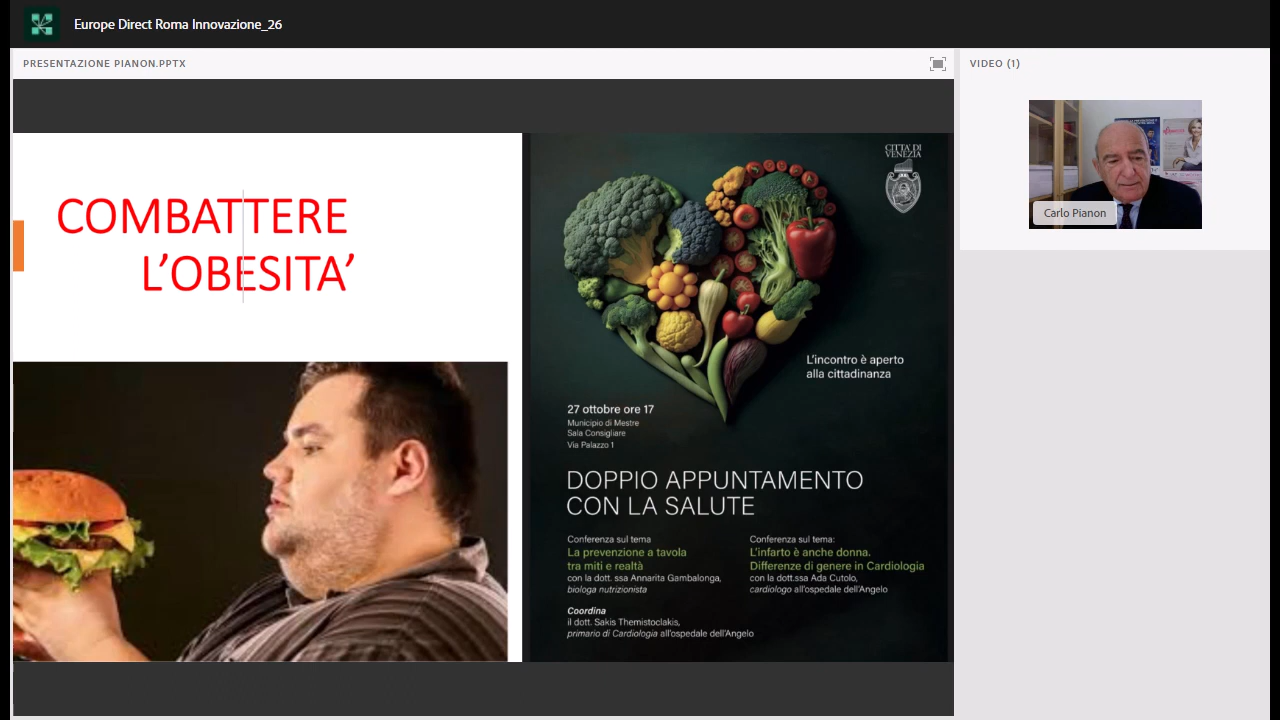 Europe Direct Roma Innovazione_26
PRESENTAZIONE PIANON.PPTX
VIDEO (1)
Carlo Pianon
COMBATTERE
L'OBESITA'
CITTA' DI
VENEZIA
L'incontro è aperto
alla cittadinanza
27 ottobre ore 17
Municipio di Mestre
Sala Consigliare
Via Palazzo 1
DOPPIO APPUNTAMENTO
CON LA SALUTE
Conferenza sul tema
La prevenzione a tavola
tra miti e realtà
con la dott. ssa Annarita Gambalonga,
biologa nutrizionista
Conferenza sul tema:
L'infarto è anche donna.
Differenze di genere in Cardiologia
con la dott.ssa Ada Cutolo,
cardiologo all'ospedale dell'Angelo
Coordina
il dott. Sakis Themistoclakis,
primario di Cardiologia all'ospedale dell'Angelo